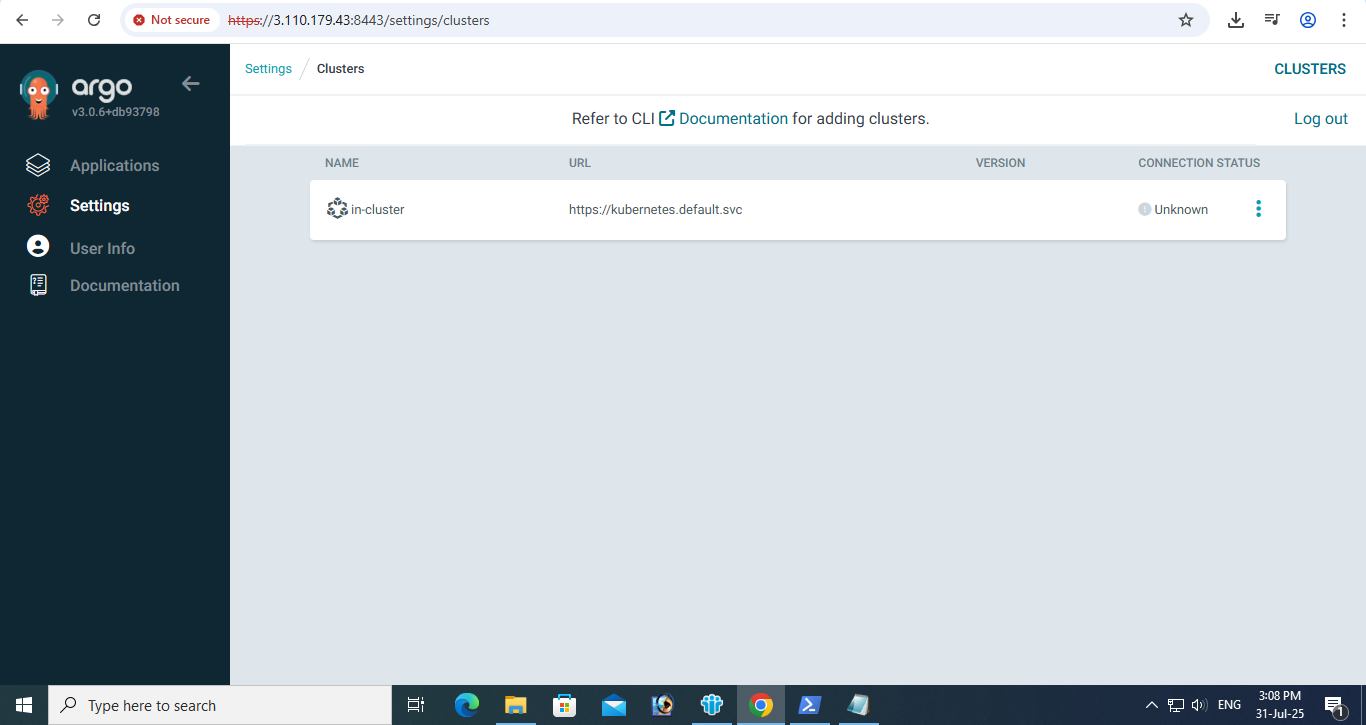 Not secure https://3.110.179.43:8443/settings/clusters
argo
v3.0.6+db93798
Applications
Settings
User Info
Documentation
Settings / Clusters
CLUSTERS
Refer to CLI Documentation for adding clusters.
Log out
NAME URL VERSION CONNECTION STATUS
in-cluster https://kubernetes.default.svc Unknown
Type here to search
ENG
3:08 PM
31-Jul-25
1